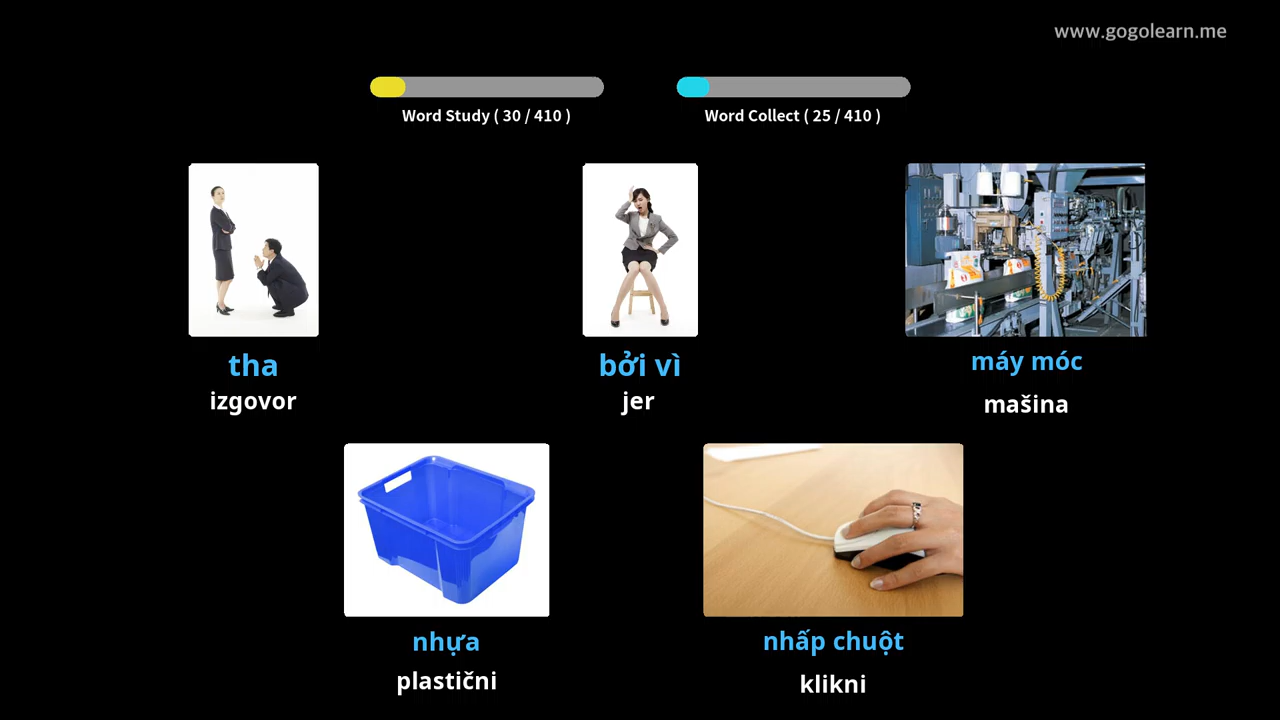 www.gogolearn.me
Word Study ( 30 / 410 )
Word Collect ( 25 / 410 )
tha
izgovor
bởi vì
jer
máy móc
mašina
nhựa
plastični
nhấp chuột
klikni